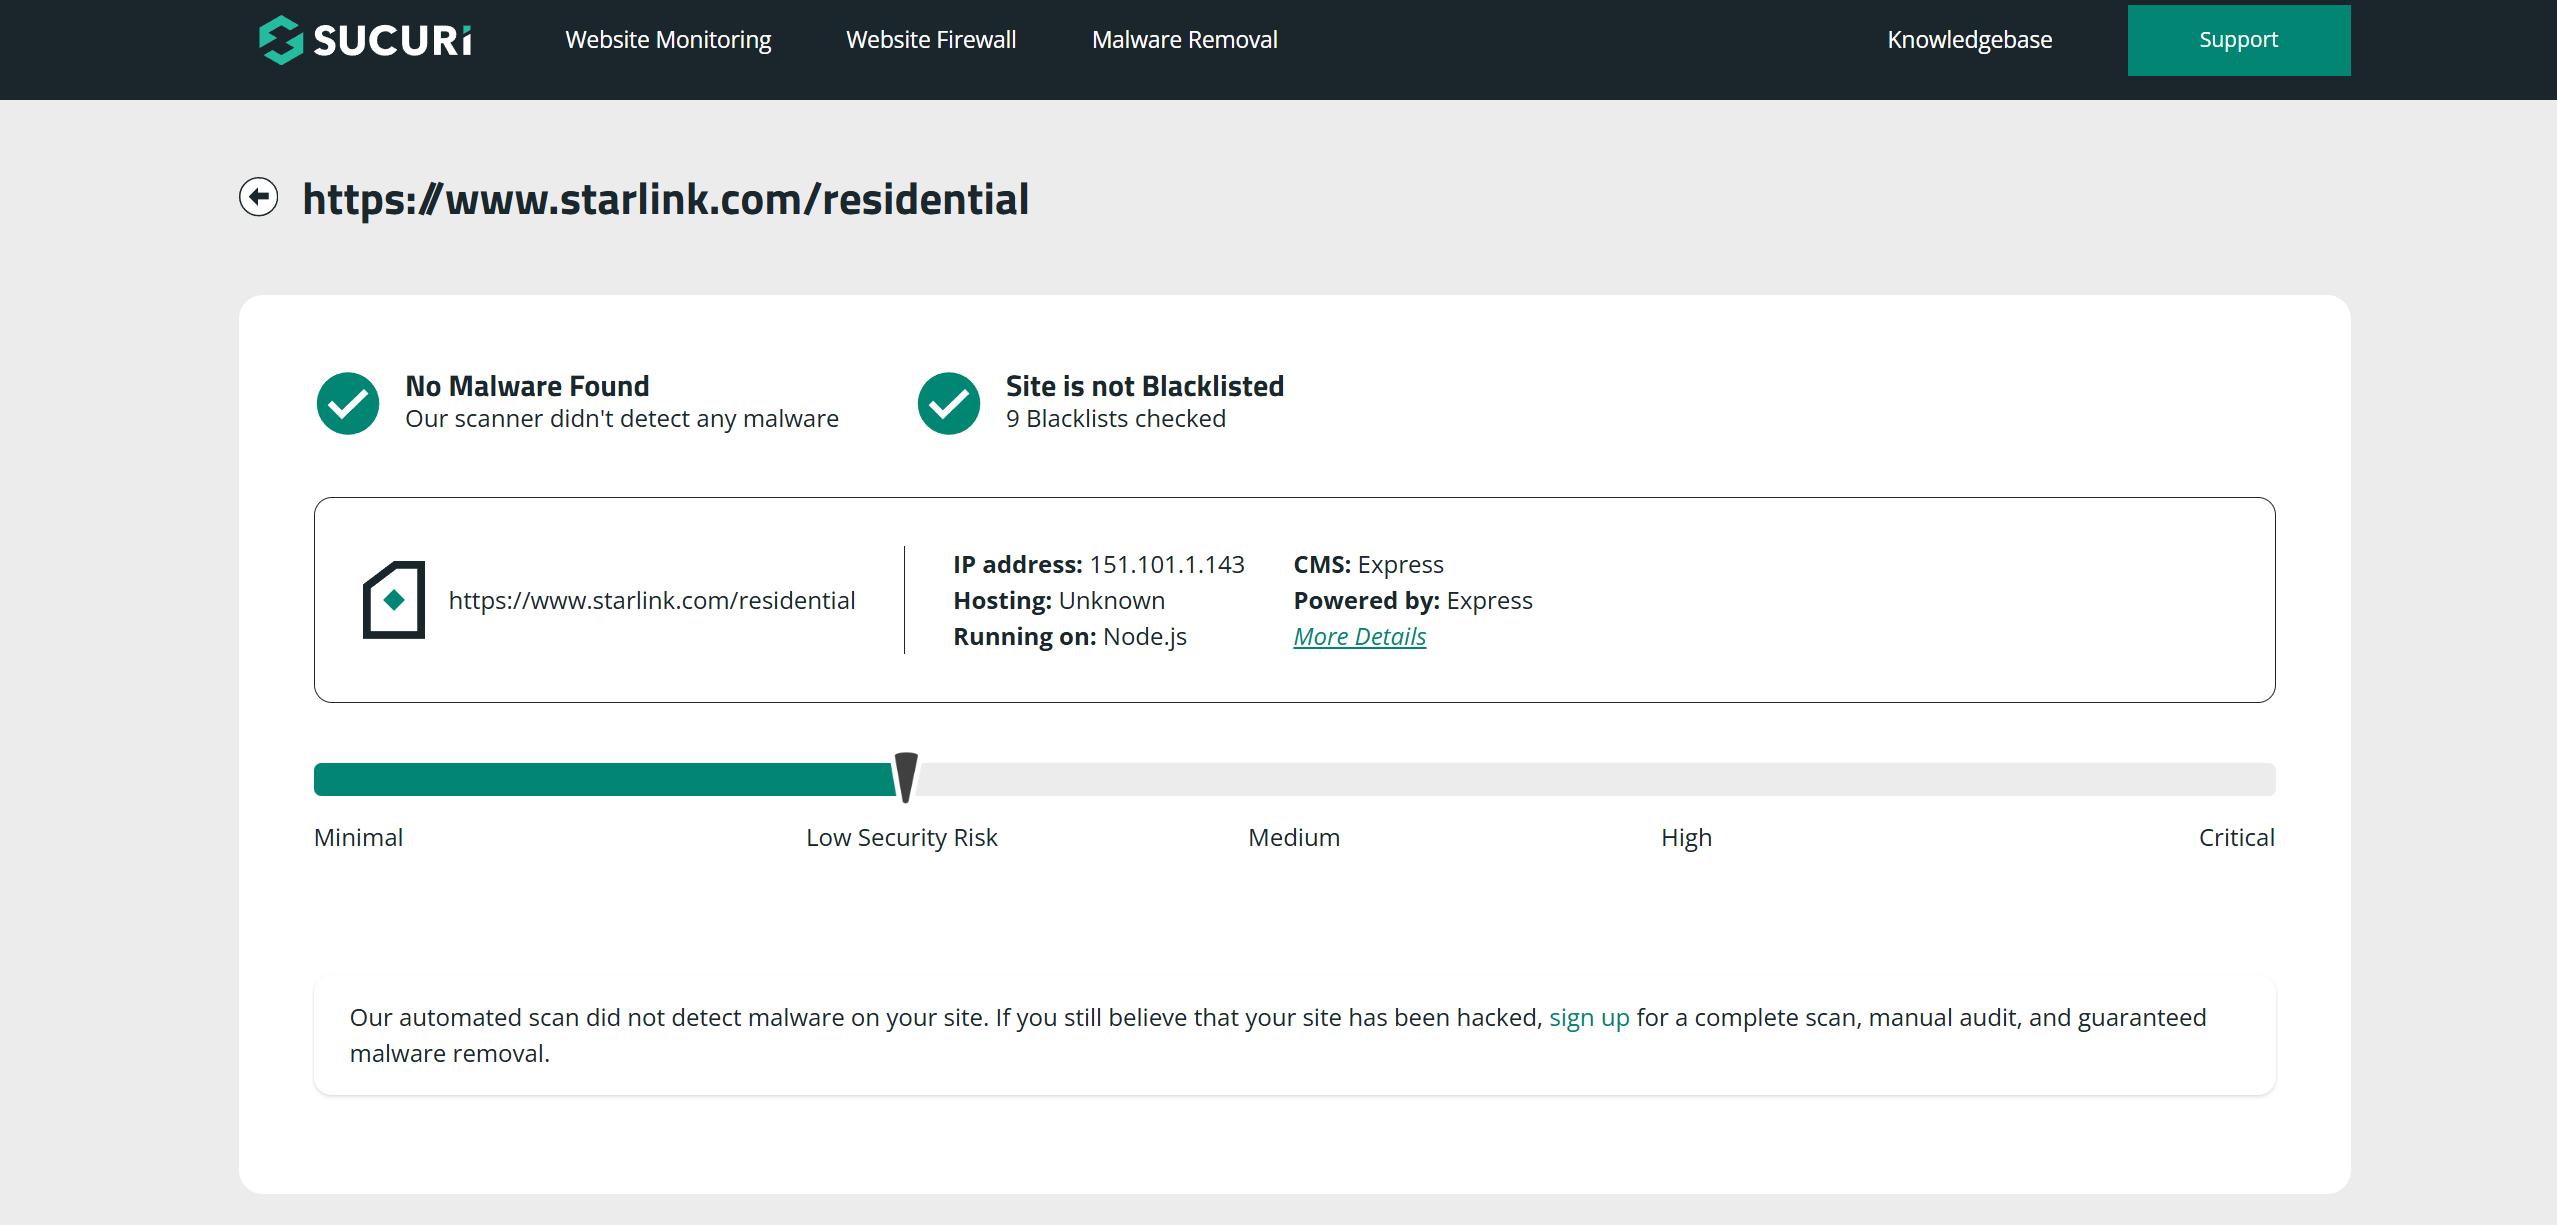 SUCURi
Website Monitoring
Website Firewall
Malware Removal
Knowledgebase
Support
https://www.starlink.com/residential
No Malware Found
Our scanner didn't detect any malware
Site is not Blacklisted
9 Blacklists checked
https://www.starlink.com/residential
IP address: 151.101.1.143
Hosting: Unknown
Running on: Node.js
CMS: Express
Powered by: Express
More Details
Minimal
Low Security Risk
Medium
High
Critical
Our automated scan did not detect malware on your site. If you still believe that your site has been hacked, sign up for a complete scan, manual audit, and guaranteed
malware removal.